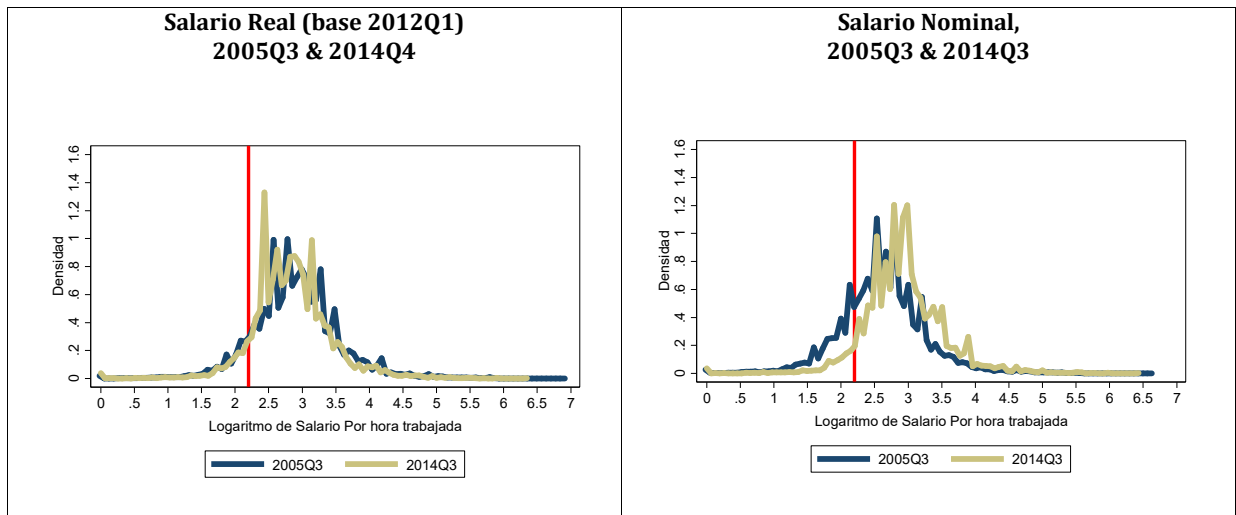 Salario Real (base 2012Q1)
2005Q3 & 2014Q4
1.6
1.4
1.2
1
.8
.6
.4
.2
0
Densidad
0 .5 1 1.5 2 2.5 3 3.5 4 4.5 5 5.5 6 6.5 7
Logaritmo de Salario Por hora trabajada
2005Q3 2014Q3
Salario Nominal,
2005Q3 & 2014Q3
1.6
1.4
1.2
1
.8
.6
.4
.2
0
Densidad
0 .5 1 1.5 2 2.5 3 3.5 4 4.5 5 5.5 6 6.5 7
Logaritmo de Salario Por hora trabajada
2005Q3 2014Q3